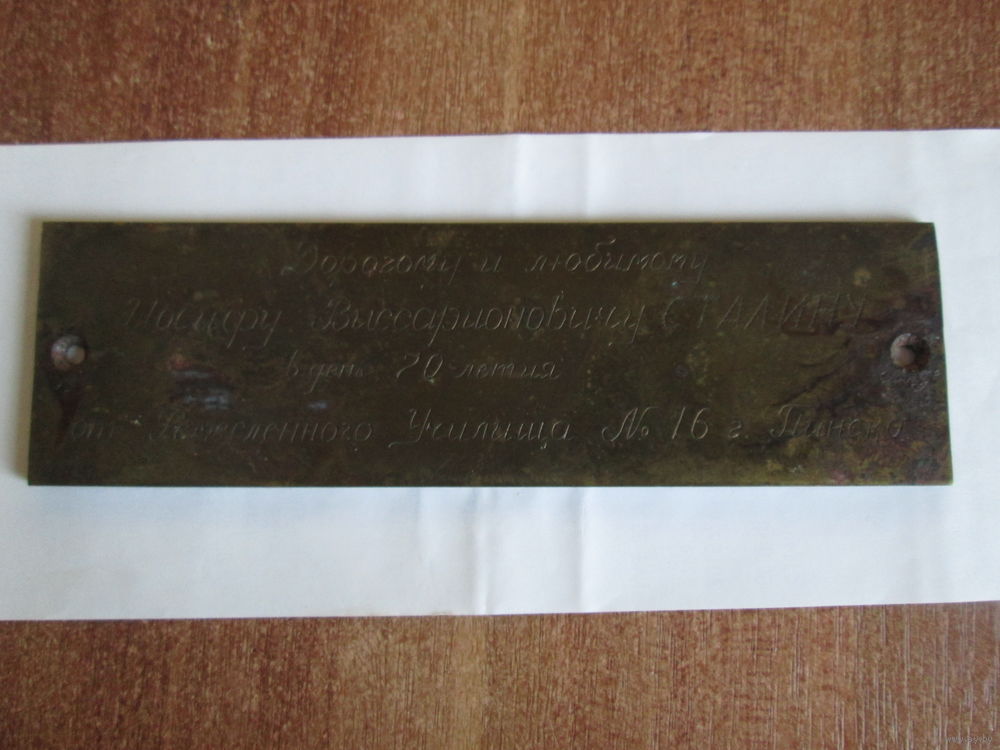 Дорогому и любимому
Иосифу Виссарионовичу СТАЛИНУ
в день 70-летия
от Ремесленного Училища № 16 г. Пинска